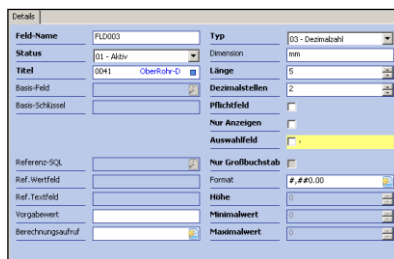 Details
Feld-Name FLD003 Typ 03 - Dezimalzahl
Status 01 - Aktiv Dimension mm
Titel 0041 OberRohr-D Länge 5
Basis-Feld Dezimalstellen 2
Basis-Schlüssel Pflichtfeld
Nur Anzeigen
Auswahlfeld
Referenz-SQL Nur Großbuchstab
Ref.Wertfeld Format #,##0.00
Ref.Textfeld Höhe 0
Vorgabewert Minimalwert 0
Berechnungsaufruf Maximalwert 0